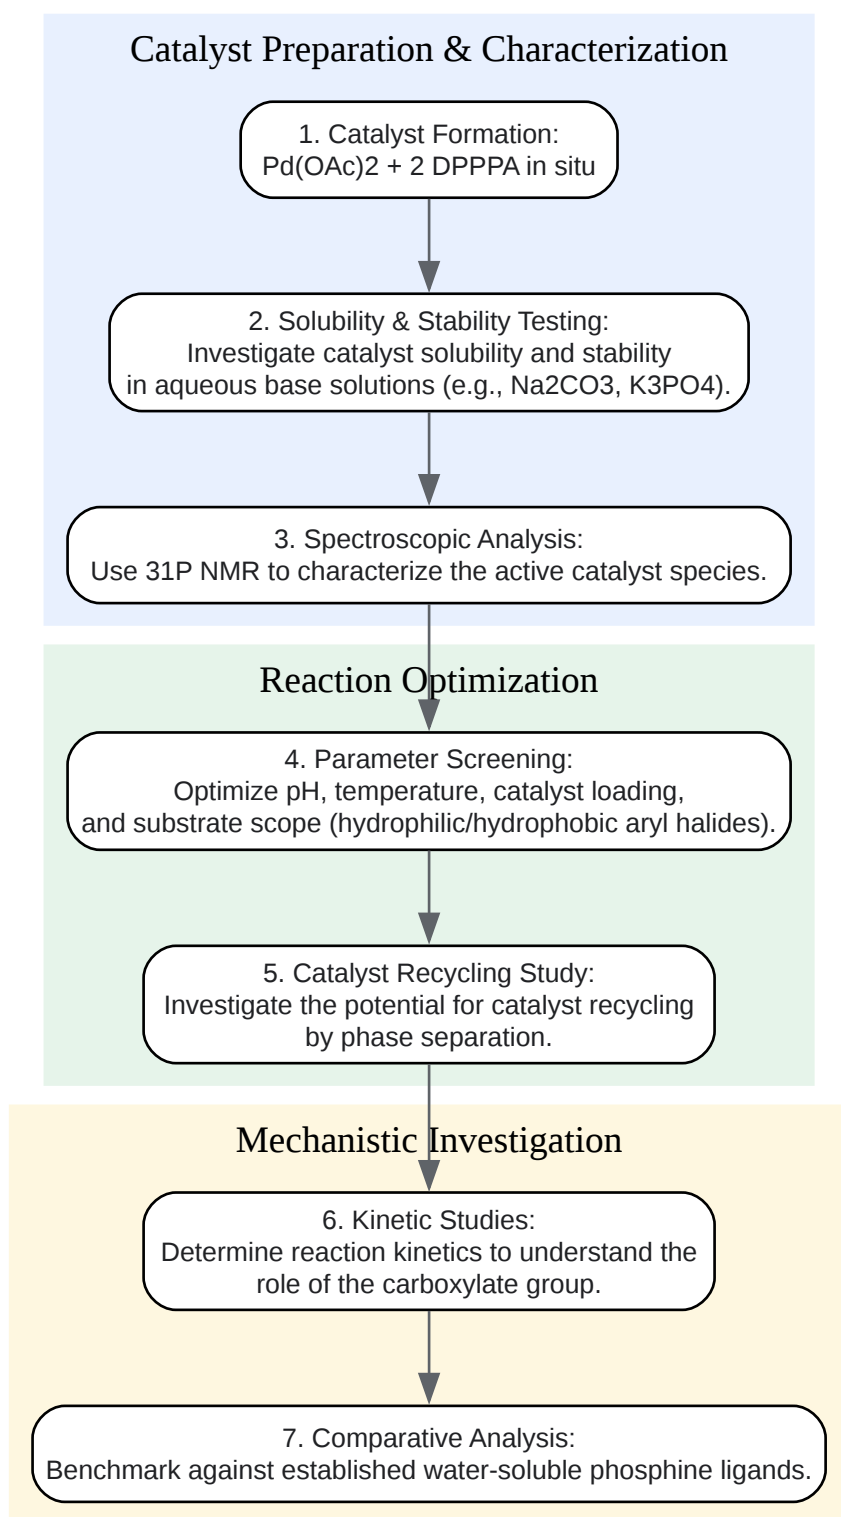 Catalyst Preparation & Characterization
1. Catalyst Formation:
Pd(OAc)2 + 2 DPPPA in situ
2. Solubility & Stability Testing:
Investigate catalyst solubility and stability
in aqueous base solutions (e.g., Na2CO3, K3PO4).
3. Spectroscopic Analysis:
Use 31P NMR to characterize the active catalyst species.
Reaction Optimization
4. Parameter Screening:
Optimize pH, temperature, catalyst loading,
and substrate scope (hydrophilic/hydrophobic aryl halides).
5. Catalyst Recycling Study:
Investigate the potential for catalyst recycling
by phase separation.
Mechanistic Investigation
6. Kinetic Studies:
Determine reaction kinetics to understand the
role of the carboxylate group.
7. Comparative Analysis:
Benchmark against established water-soluble phosphine ligands.